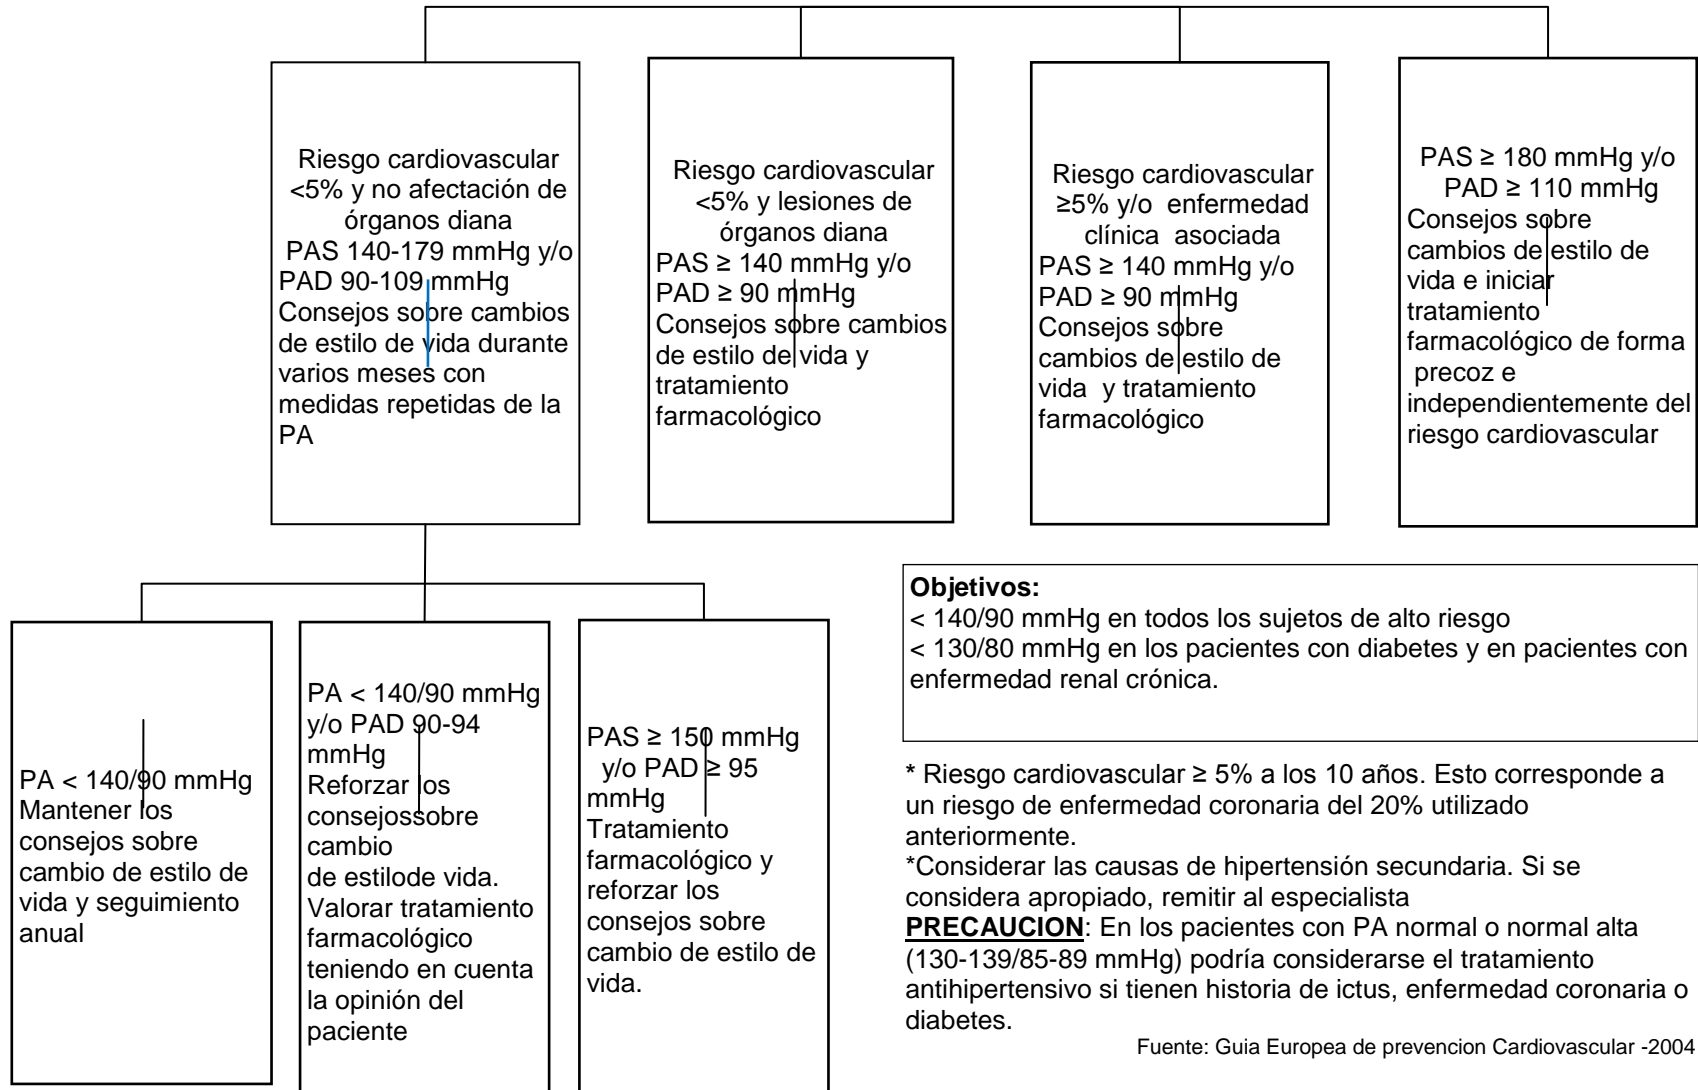 Riesgo cardiovascular
<5% y no afectación de
órganos diana
PAS 140-179 mmHg y/o
PAD 90-109 mmHg
Consejos sobre cambios
de estilo de vida durante
varios meses con
medidas repetidas de la
PA
Riesgo cardiovascular
<5% y lesiones de
órganos diana
PAS ≥ 140 mmHg y/o
PAD ≥ 90 mmHg
Consejos sobre cambios
de estilo de vida y
tratamiento
farmacológico
Riesgo cardiovascular
≥5% y/o enfermedad
clínica asociada
PAS ≥ 140 mmHg y/o
PAD ≥ 90 mmHg
Consejos sobre
cambios de estilo de
vida y tratamiento
farmacológico
PAS ≥ 180 mmHg y/o
PAD ≥ 110 mmHg
Consejos sobre
cambios de estilo de
vida e iniciar
tratamiento
farmacológico de forma
precoz e
independientemente del
riesgo cardiovascular
PA < 140/90 mmHg
Mantener los
consejos sobre
cambio de estilo de
vida y seguimiento
anual
PA < 140/90 mmHg
y/o PAD 90-94
mmHg
Reforzar los
consejossobre
cambio
de estilode vida.
Valorar tratamiento
farmacológico
teniendo en cuenta
la opinión del
paciente
PAS ≥ 150 mmHg
y/o PAD ≥ 95
mmHg
Tratamiento
farmacológico y
reforzar los
consejos sobre
cambio de estilo de
vida.
Objetivos:
< 140/90 mmHg en todos los sujetos de alto riesgo
< 130/80 mmHg en los pacientes con diabetes y en pacientes con
enfermedad renal crónica.
* Riesgo cardiovascular ≥ 5% a los 10 años. Esto corresponde a
un riesgo de enfermedad coronaria del 20% utilizado
anteriormente.
*Considerar las causas de hipertensión secundaria. Si se
considera apropiado, remitir al especialista
PRECAUCION: En los pacientes con PA normal o normal alta
(130-139/85-89 mmHg) podría considerarse el tratamiento
antihipertensivo si tienen historia de ictus, enfermedad coronaria o
diabetes.
Fuente: Guia Europea de prevencion Cardiovascular -2004